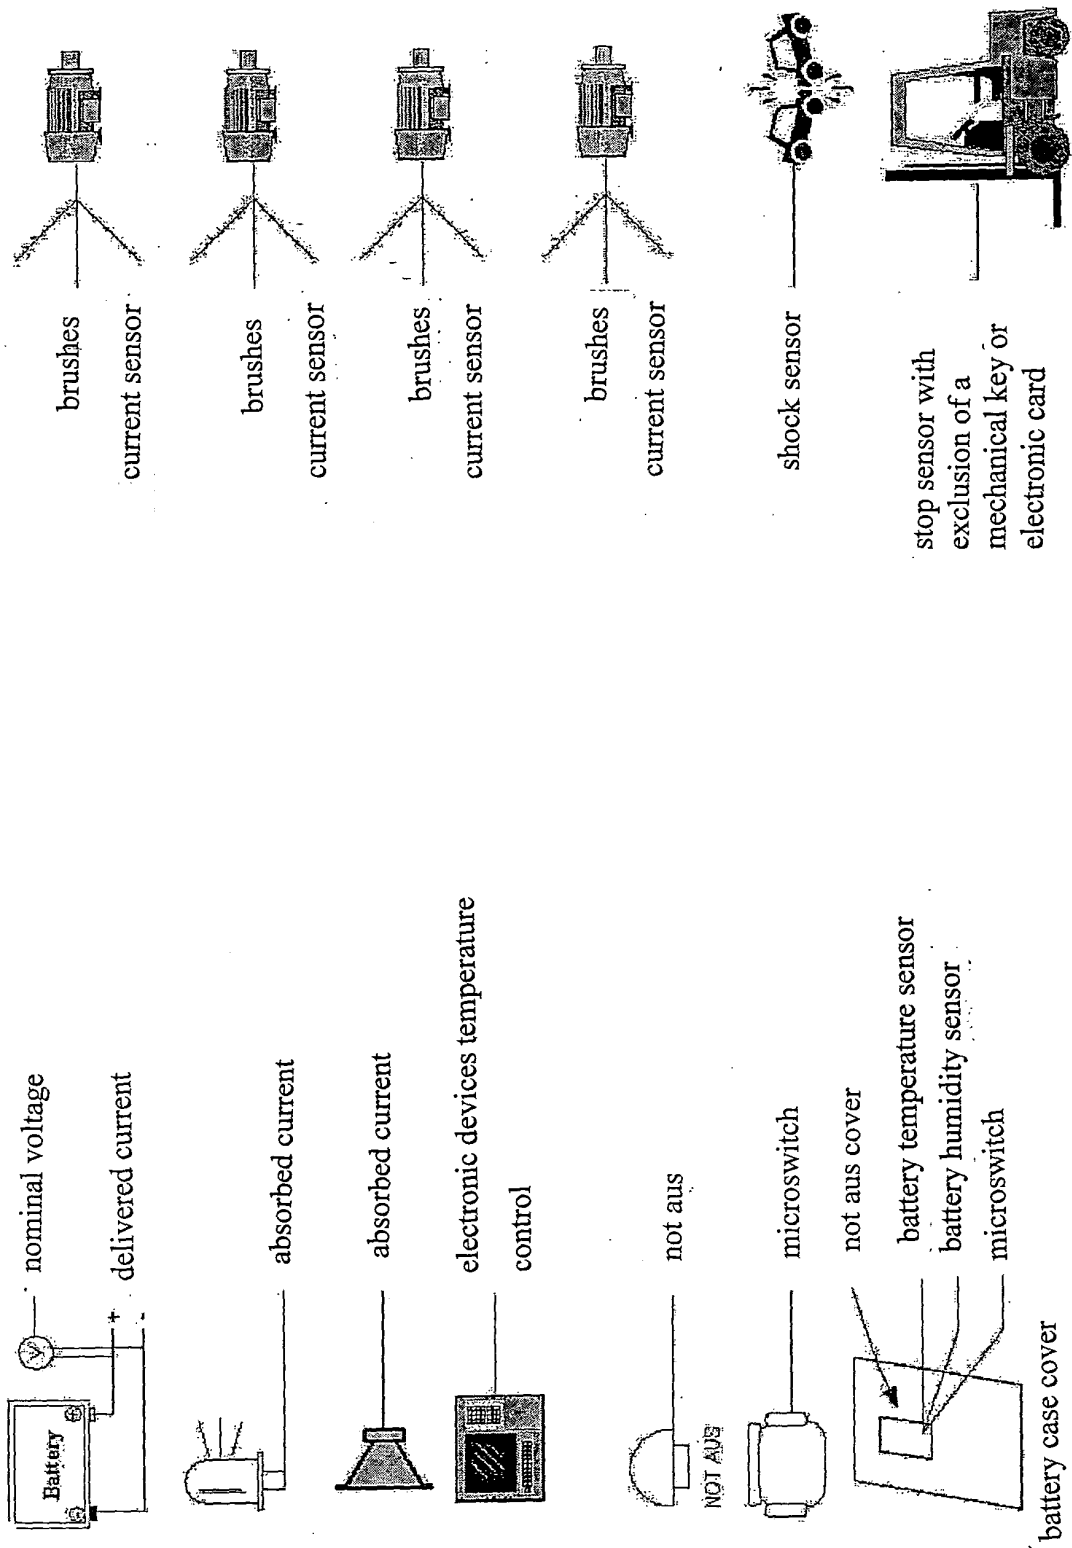 Battery
V
+
-
nominal voltage
delivered current
absorbed current
absorbed current
electronic devices temperature
control
NOT AUS
not aus
microswitch
not aus cover
battery temperature sensor
battery humidity sensor
microswitch
battery case cover
brushes
current sensor
brushes
current sensor
brushes
current sensor
brushes
current sensor
shock sensor
stop sensor with
exclusion of a
mechanical key or
electronic card